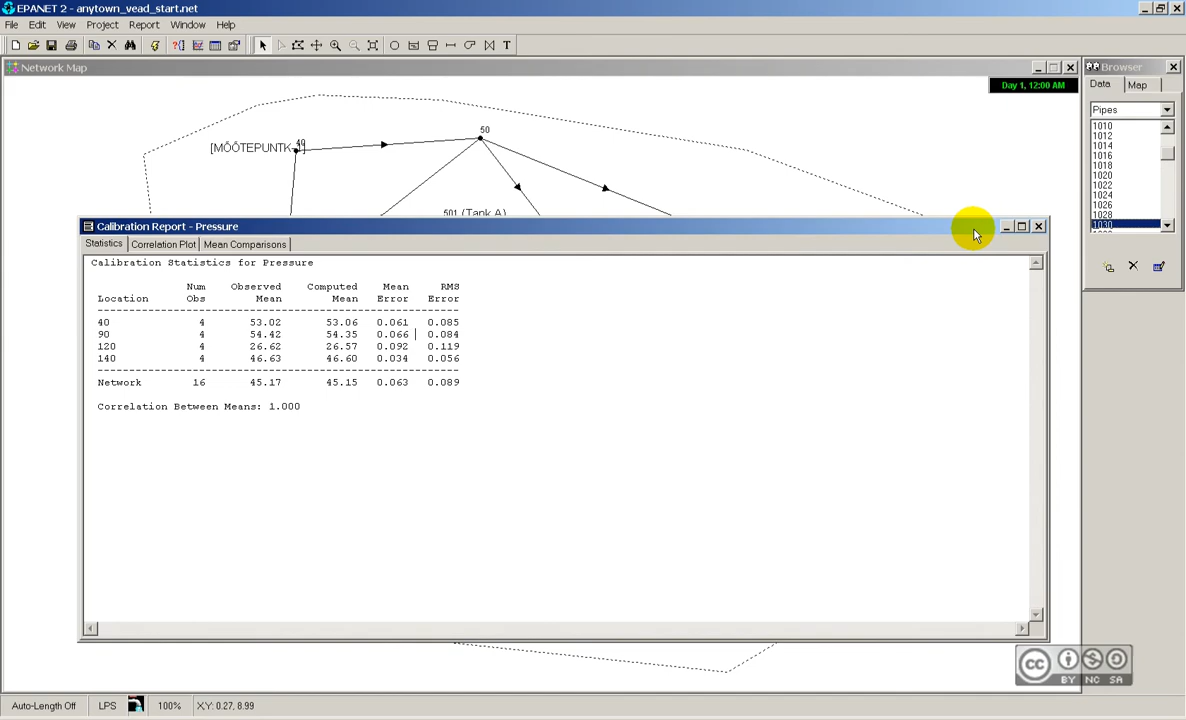 EPANET 2 - anytown_vead_start.net
File Edit View Project Report Window Help
Network Map
Day 1, 12:00 AM
Browser
Data Map
Pipes
1010
1012
1014
1016
1018
1020
1022
1024
1026
1028
1030
50
40
[MÕÕTEPUNTK
501 (Tank A)
Calibration Report - Pressure
Statistics Correlation Plot Mean Comparisons
Calibration Statistics for Pressure
Num Observed Computed Mean RMS
Location Obs Mean Mean Error Error
40 4 53.02 53.06 0.061 0.085
90 4 54.42 54.35 0.066 0.084
120 4 26.62 26.57 0.092 0.119
140 4 46.63 46.60 0.034 0.056
Network 16 45.17 45.15 0.063 0.089
Correlation Between Means: 1.000
cc
BY NC SA
Auto-Length Off LPS 100% X,Y: 0.27, 8.99